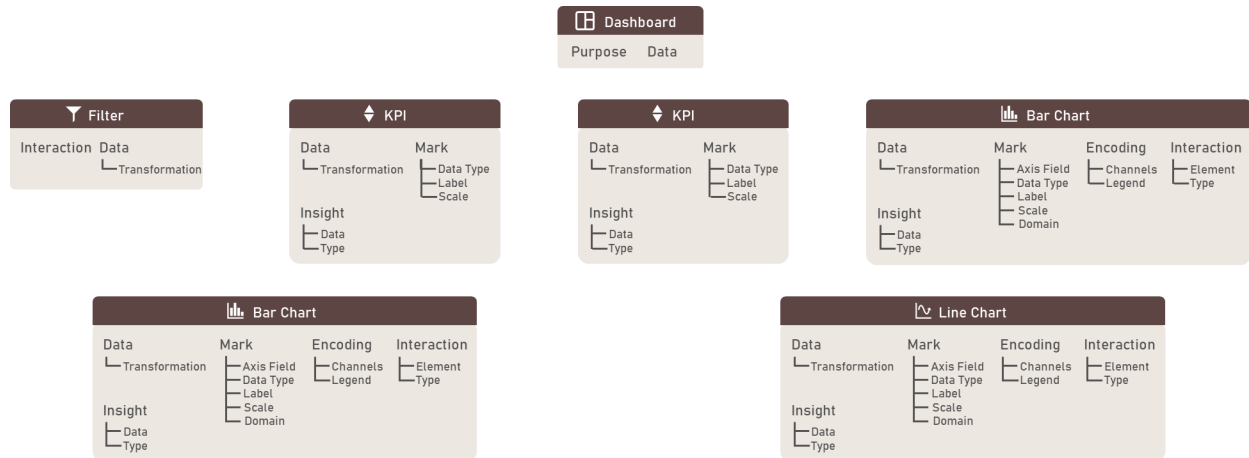 Dashboard
Purpose Data
Filter
Interaction Data
Transformation
KPI
Data Mark
Transformation Data Type
Label
Scale
Insight
Data
Type
KPI
Data Mark
Transformation Data Type
Label
Scale
Insight
Data
Type
Bar Chart
Data Mark Encoding Interaction
Transformation Axis Field Channels Element
Data Type Legend Type
Label
Insight Scale
Data Domain
Type
Bar Chart
Data Mark Encoding Interaction
Transformation Axis Field Channels Element
Data Type Legend Type
Label
Insight Scale
Data Domain
Type
Line Chart
Data Mark Encoding Interaction
Transformation Axis Field Channels Element
Data Type Legend Type
Label
Insight Scale
Data Domain
Type